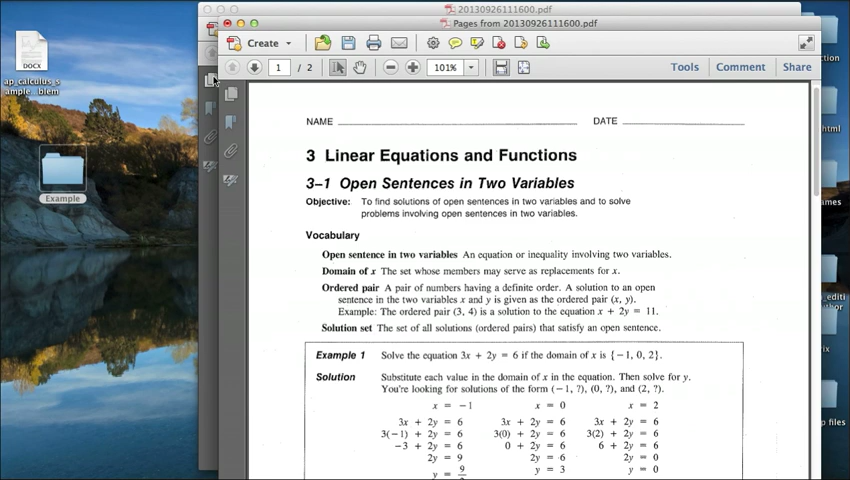 20130926111600.pdf
Pages from 20130926111600.pdf
Create
1 / 2
101%
Tools Comment Share
DOCX
ap_calculus_s
ample...blem
Example
ction
html
ames
_editi
thor
rix
p files
NAME DATE
3 Linear Equations and Functions
3–1 Open Sentences in Two Variables
Objective: To find solutions of open sentences in two variables and to solve
problems involving open sentences in two variables.
Vocabulary
Open sentence in two variables An equation or inequality involving two variables.
Domain of x The set whose members may serve as replacements for x.
Ordered pair A pair of numbers having a definite order. A solution to an open
sentence in the two variables x and y is given as the ordered pair (x, y).
Example: The ordered pair (3, 4) is a solution to the equation x + 2y = 11.
Solution set The set of all solutions (ordered pairs) that satisfy an open sentence.
Example 1 Solve the equation 3x + 2y = 6 if the domain of x is {−1, 0, 2}.
Solution Substitute each value in the domain of x in the equation. Then solve for y.
You're looking for solutions of the form (−1, ?), (0, ?), and (2, ?).
x = −1 x = 0 x = 2
3x + 2y = 6 3x + 2y = 6 3x + 2y = 6
3(−1) + 2y = 6 3(0) + 2y = 6 3(2) + 2y = 6
−3 + 2y = 6 0 + 2y = 6 6 + 2y = 6
2y = 9 2y = 6 2y = 0
y = 9 y = 3 y = 0